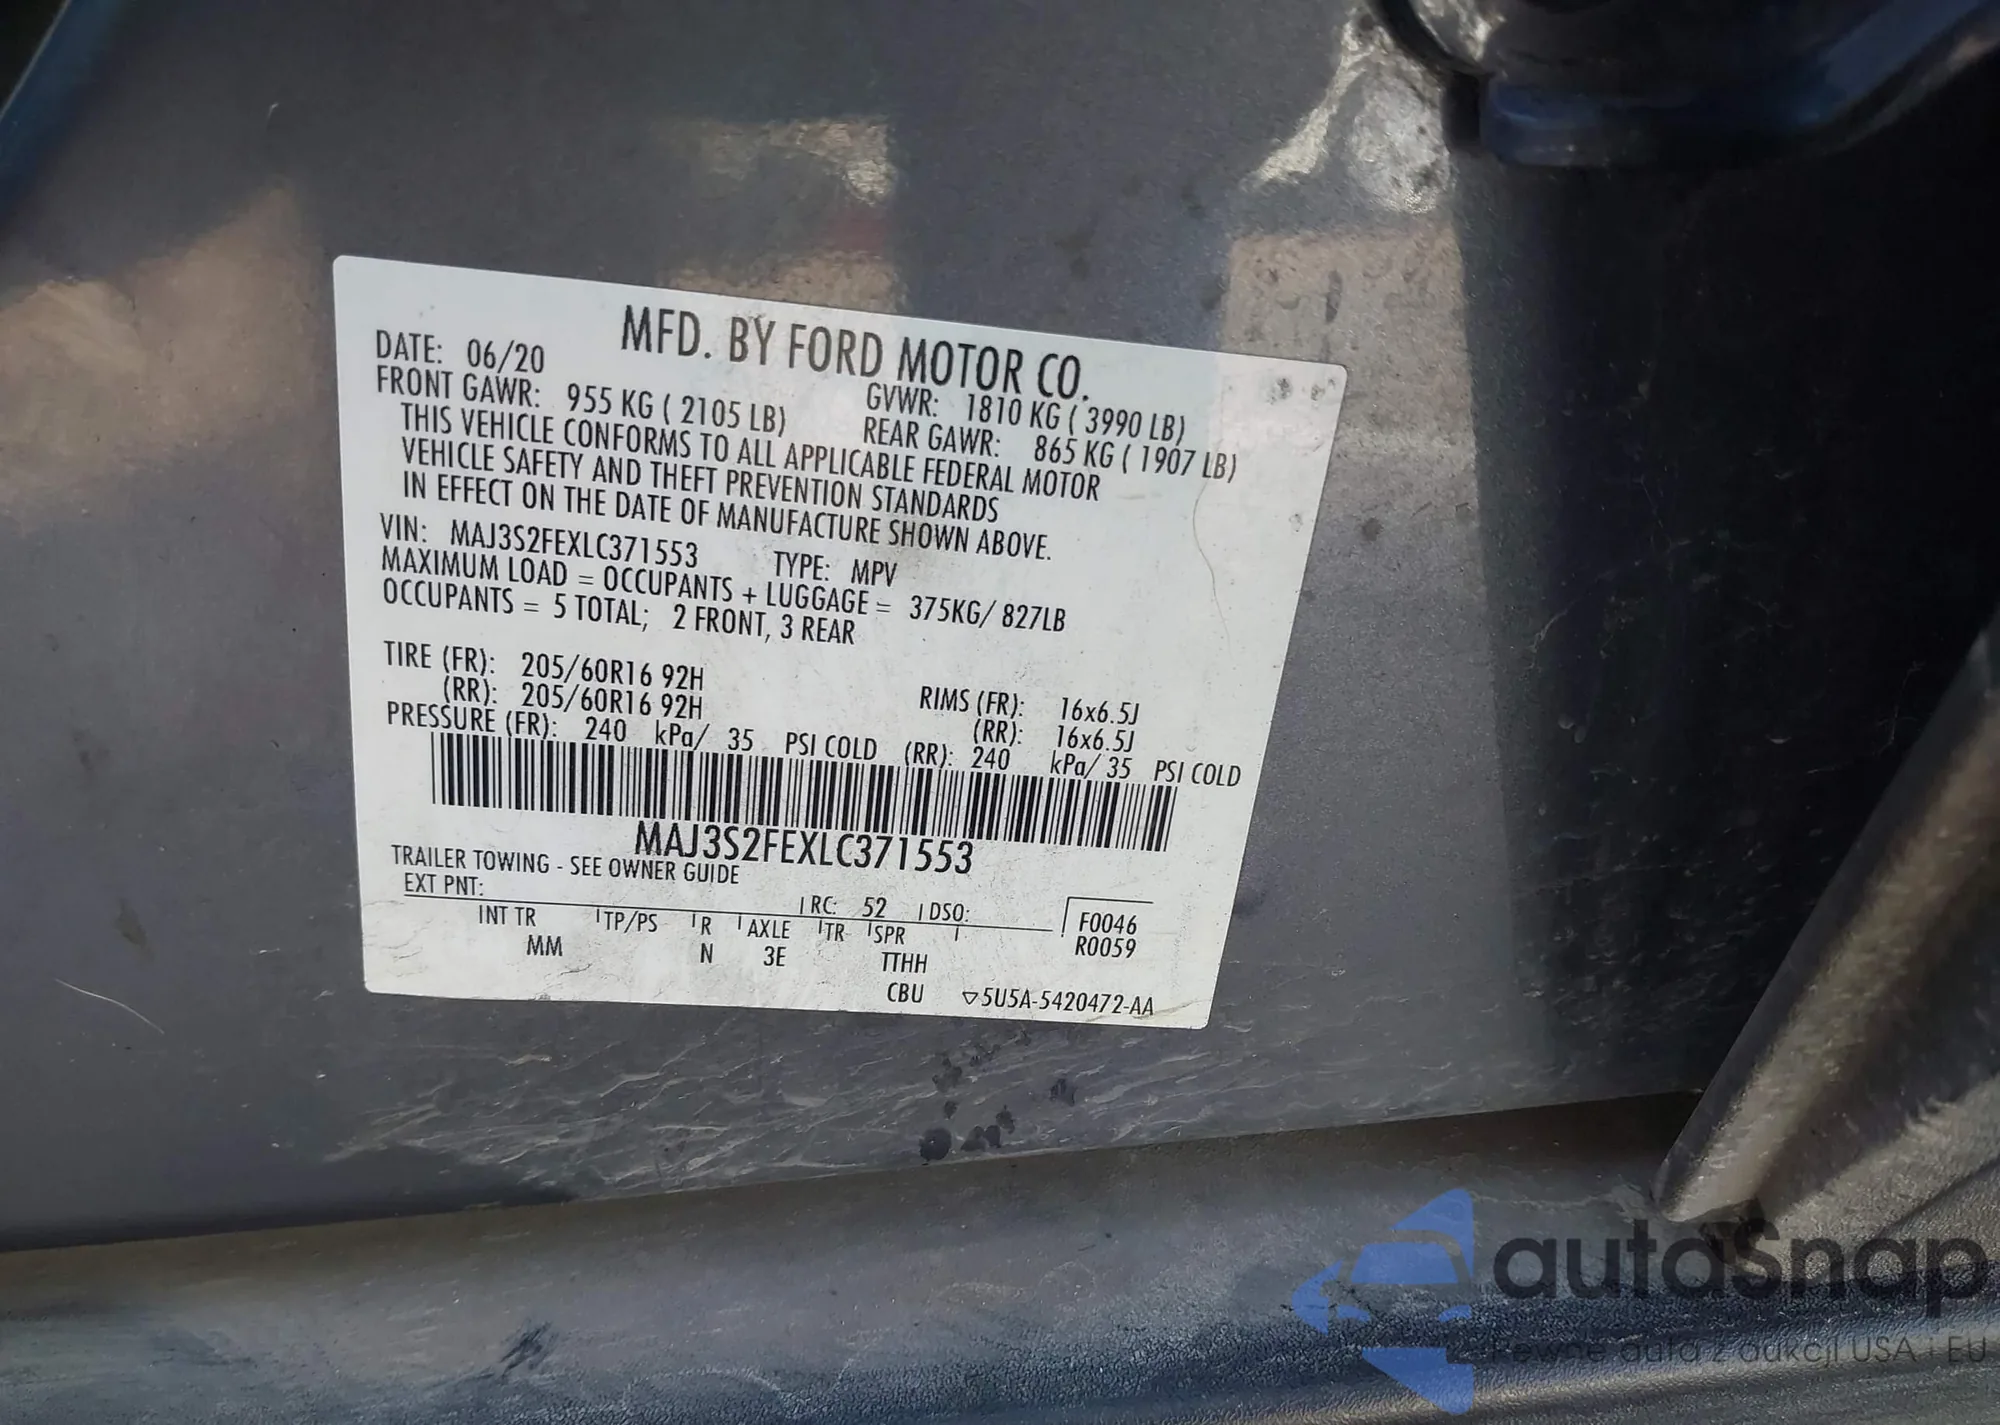 MFD. BY FORD MOTOR CO.
DATE: 06/20 GVWR: 1810 KG ( 3990 LB)
FRONT GAWR: 955 KG ( 2105 LB) REAR GAWR: 865 KG ( 1907 LB)
THIS VEHICLE CONFORMS TO ALL APPLICABLE FEDERAL MOTOR
VEHICLE SAFETY AND THEFT PREVENTION STANDARDS
IN EFFECT ON THE DATE OF MANUFACTURE SHOWN ABOVE.
VIN: MAJ3S2FEXLC371553 TYPE: MPV
MAXIMUM LOAD = OCCUPANTS + LUGGAGE = 375KG/ 827LB
OCCUPANTS = 5 TOTAL; 2 FRONT, 3 REAR
TIRE (FR): 205/60R16 92H RIMS (FR): 16x6.5J
(RR): 205/60R16 92H (RR): 16x6.5J
PRESSURE (FR): 240 kPa/ 35 PSI COLD (RR): 240 kPa/ 35 PSI COLD
MAJ3S2FEXLC371553
TRAILER TOWING - SEE OWNER GUIDE
EXT PNT: RC: 52 DSO: F0046
INT TR TP/PS R AXLE TR SPR R0059
MM N 3E TTHH
CBU 5U5A-5420472-AA
autaSnap
Pewne auta z aukcji USA i EU